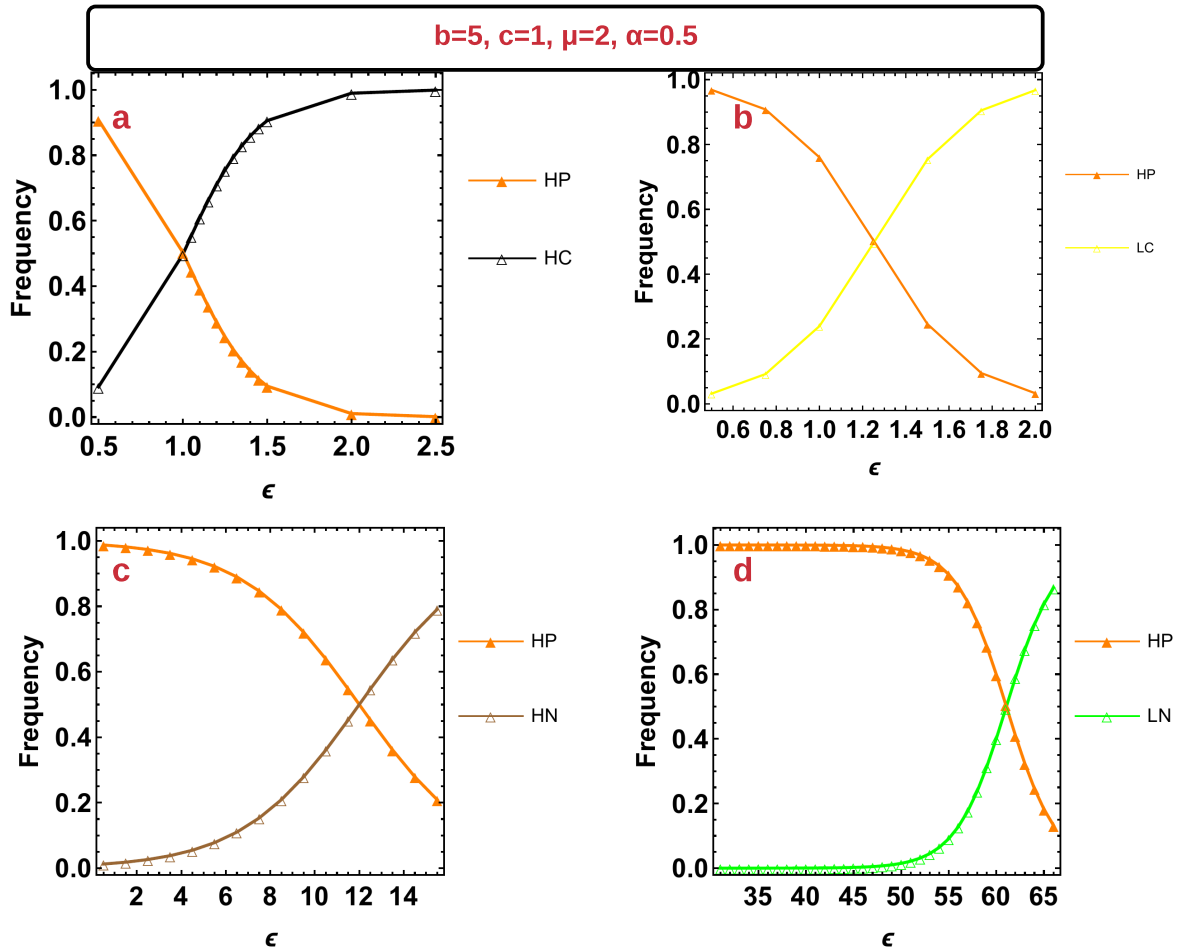 b=5, c=1, μ=2, α=0.5
a
1.0
0.8
0.6
0.4
0.2
0.0
Frequency
0.5 1.0 1.5 2.0 2.5
ϵ
HP
HC
b
1.0
0.8
0.6
0.4
0.2
0.0
Frequency
0.6 0.8 1.0 1.2 1.4 1.6 1.8 2.0
ϵ
HP
LC
c
1.0
0.8
0.6
0.4
0.2
0.0
Frequency
2 4 6 8 10 12 14
ϵ
HP
HN
d
1.0
0.8
0.6
0.4
0.2
0.0
Frequency
35 40 45 50 55 60 65
ϵ
HP
LN